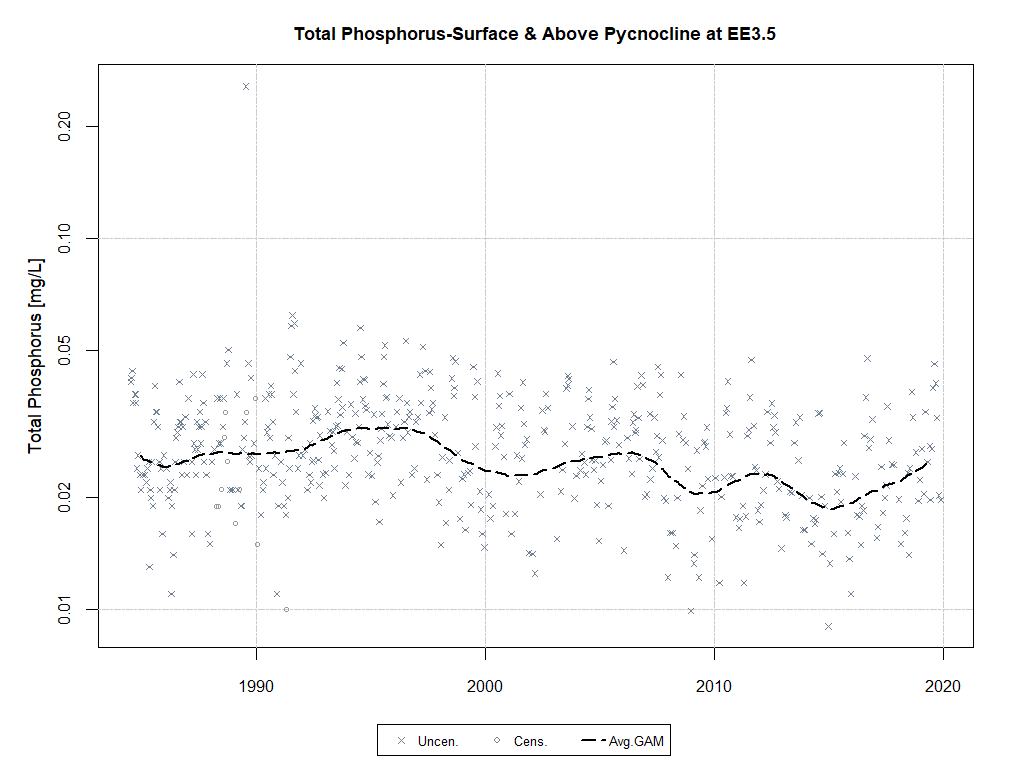 Total Phosphorus-Surface & Above Pycnocline at EE3.5
Total Phosphorus [mg/L]
0.20
0.10
0.05
0.02
0.01
1990 2000 2010 2020
Uncen. Cens. Avg.GAM